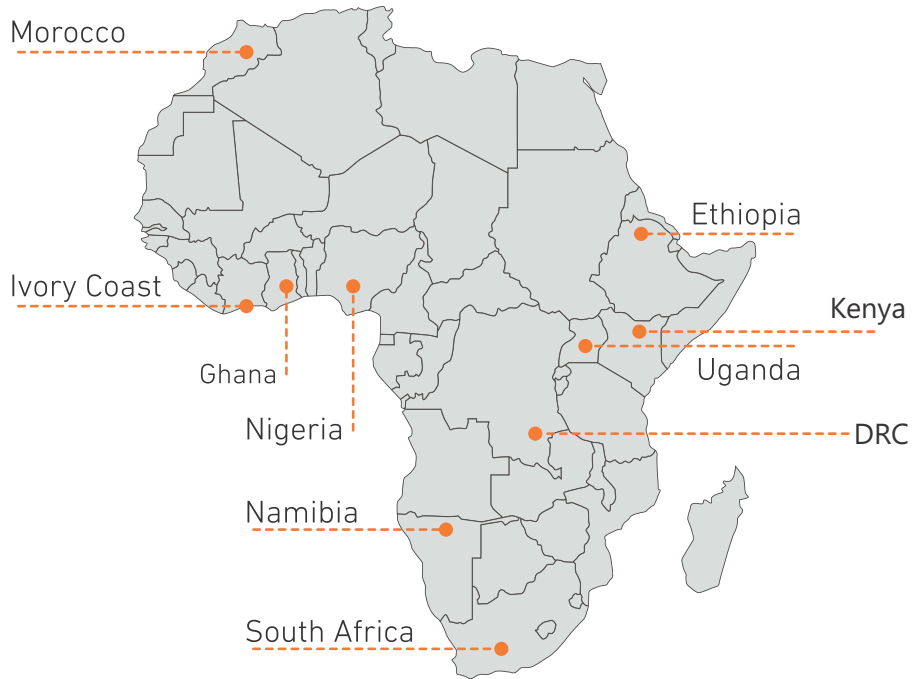 Morocco
Ethiopia
Ivory Coast
Kenya
Ghana
Uganda
Nigeria
DRC
Namibia
South Africa